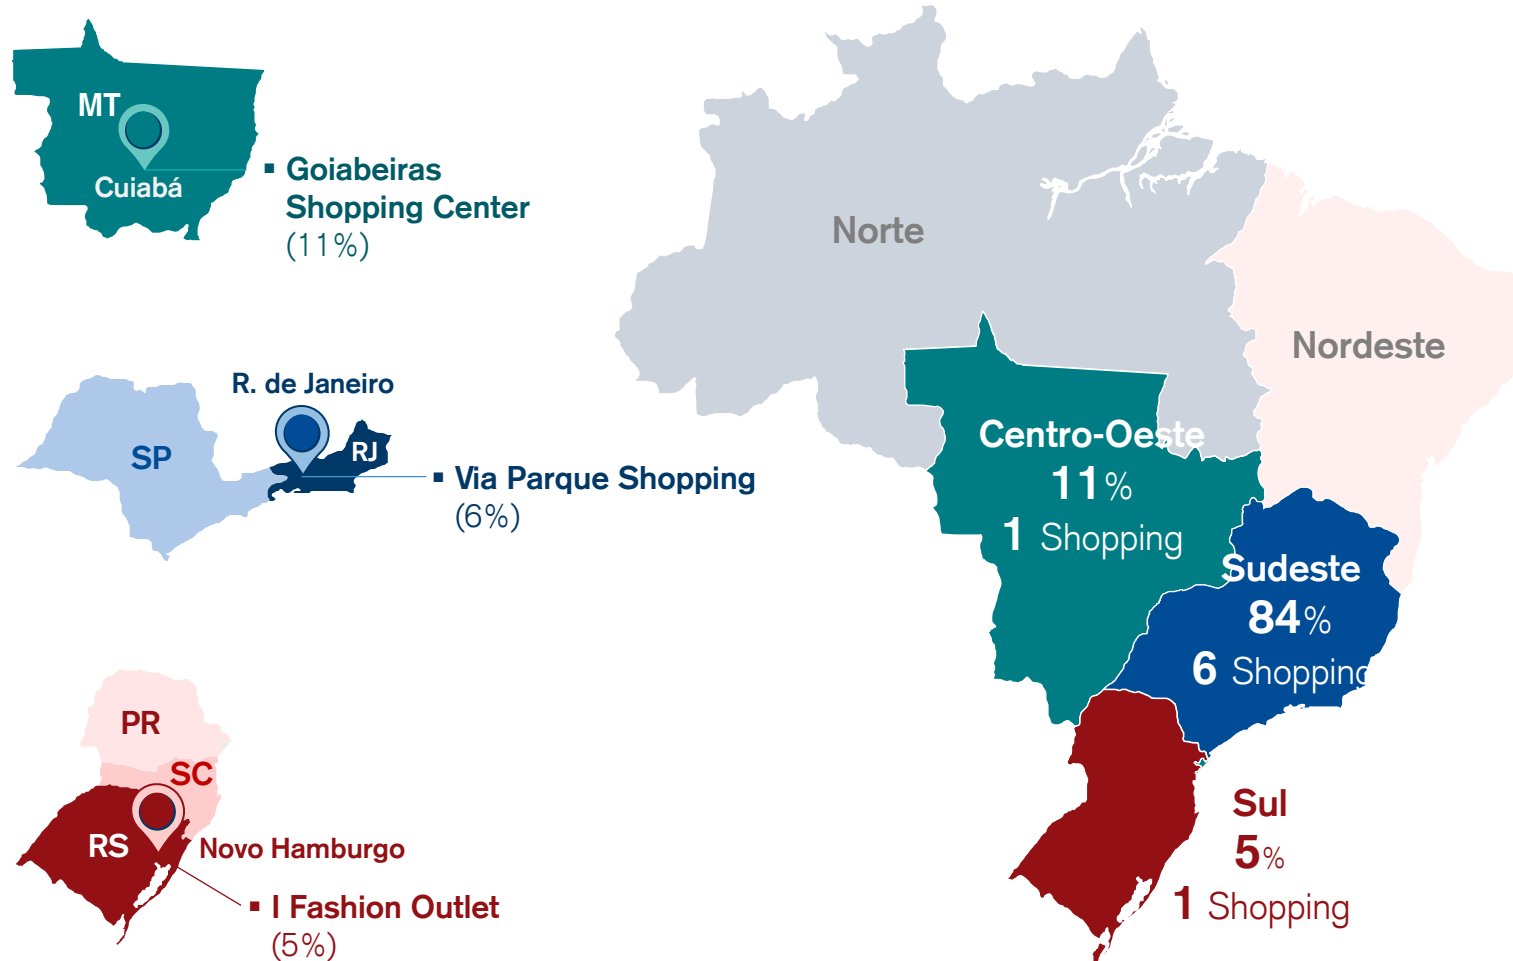 MT
Cuiabá
▪ Goiabeiras
Shopping Center
(11%)
R. de Janeiro
SP
RJ
▪ Via Parque Shopping
(6%)
PR
SC
RS
Novo Hamburgo
▪ I Fashion Outlet
(5%)
Norte
Nordeste
Centro-Oeste
11%
1 Shopping
Sudeste
84%
6 Shopping
Sul
5%
1 Shopping